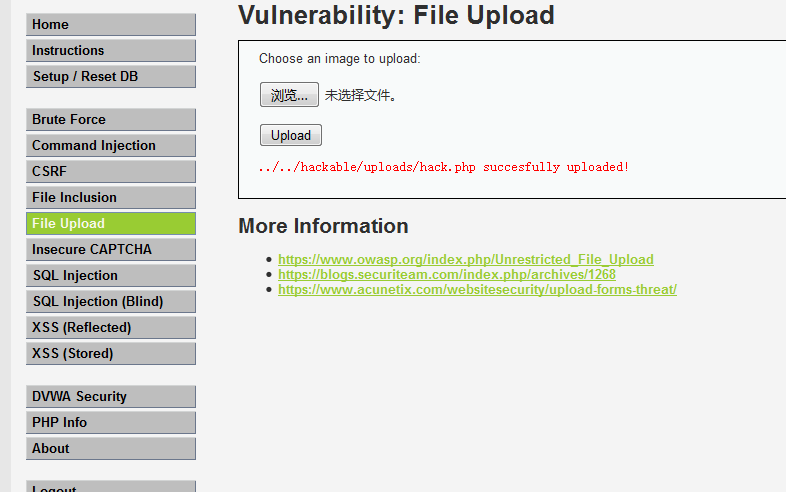 Home
Instructions
Setup / Reset DB
Brute Force
Command Injection
CSRF
File Inclusion
File Upload
Insecure CAPTCHA
SQL Injection
SQL Injection (Blind)
XSS (Reflected)
XSS (Stored)
DVWA Security
PHP Info
About
Logout
Vulnerability: File Upload
Choose an image to upload:
浏览... 未选择文件。
Upload
../../hackable/uploads/hack.php succesfully uploaded!
More Information
https://www.owasp.org/index.php/Unrestricted_File_Upload
https://blogs.securiteam.com/index.php/archives/1268
https://www.acunetix.com/websitesecurity/upload-forms-threat/